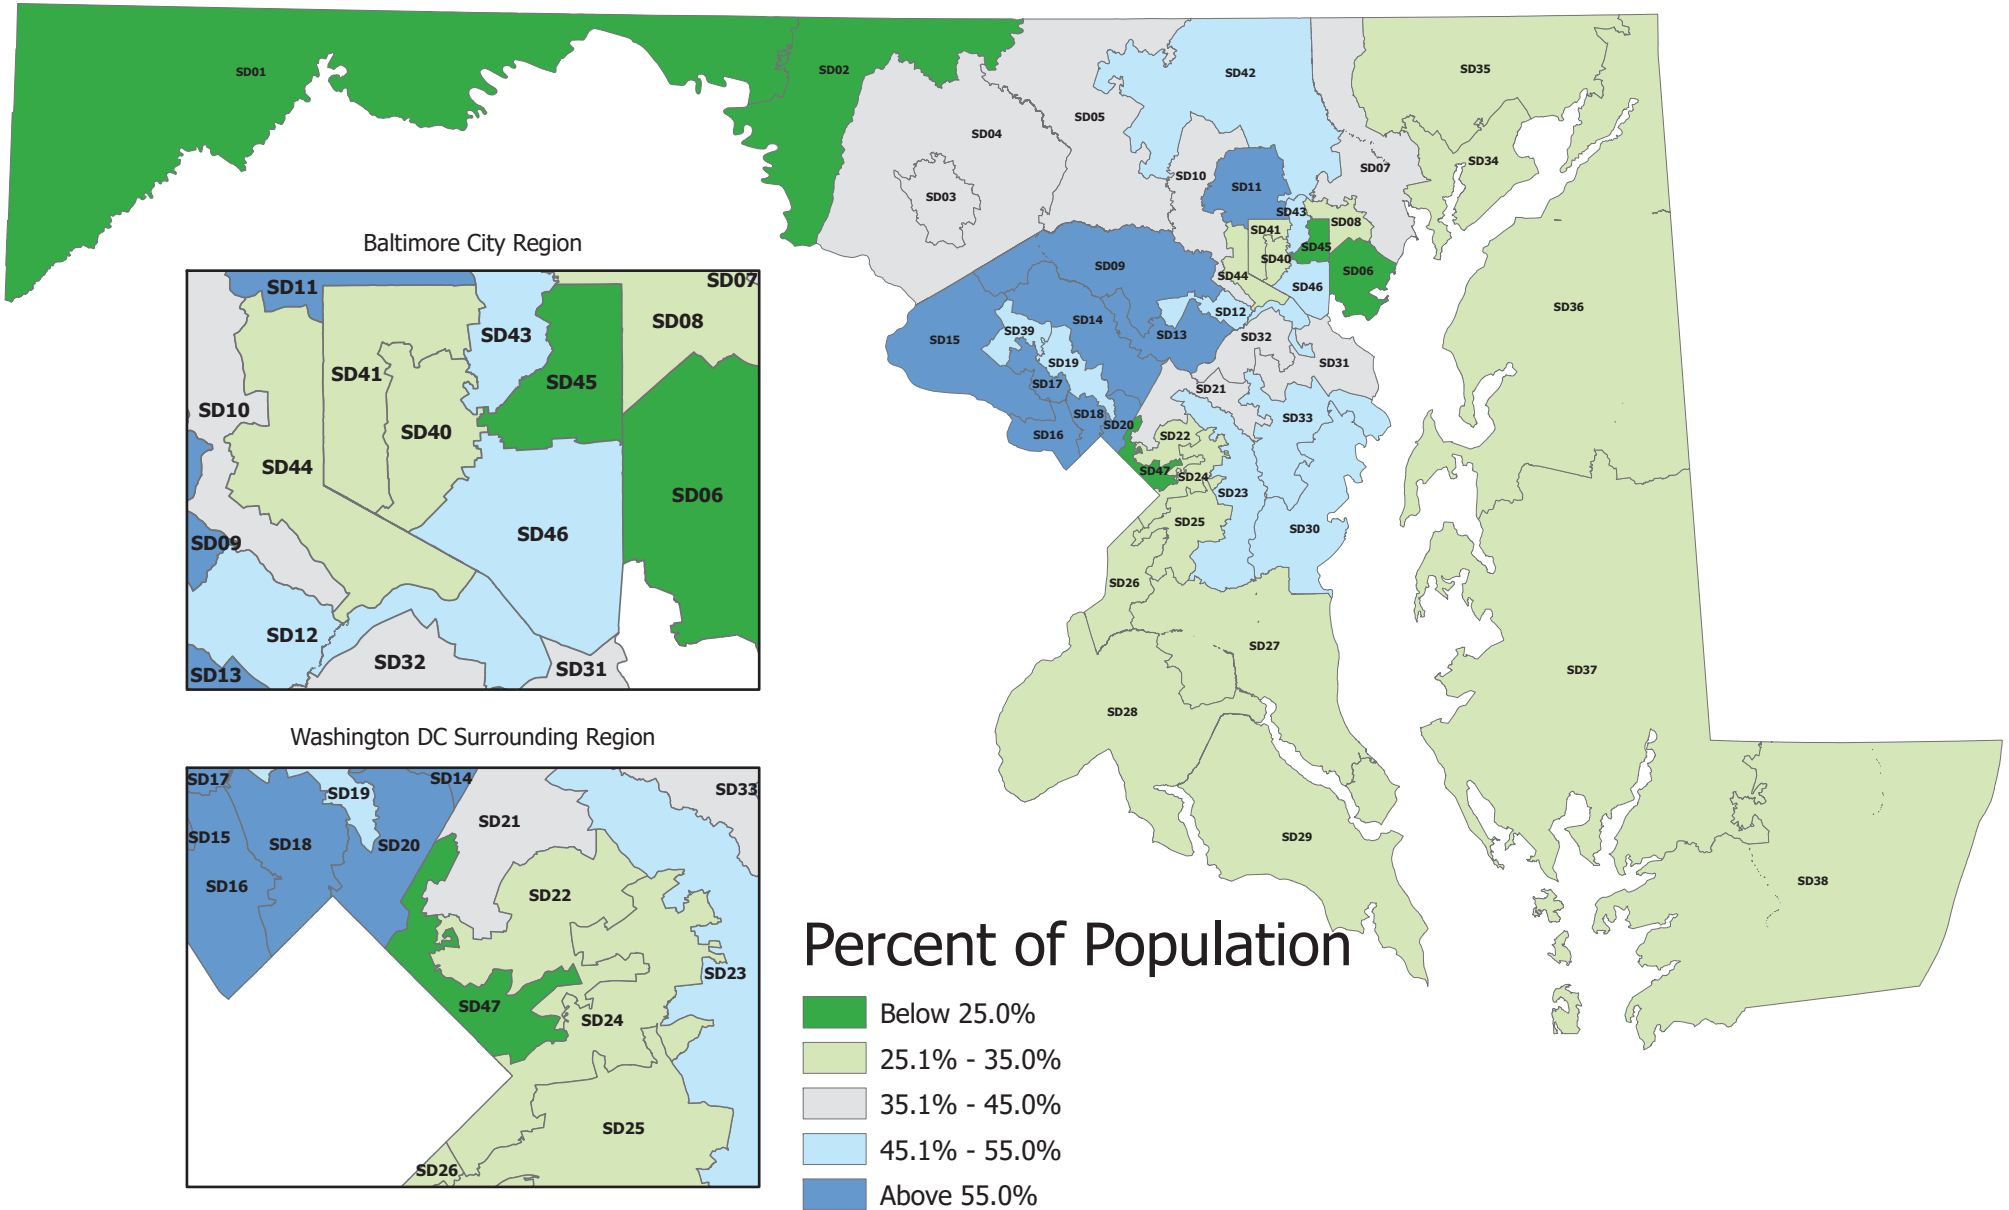 SD01
SD02
SD42
SD35
SD05
SD04
SD34
SD07
SD10
SD11
SD03
SD43
SD08
SD41
SD45
SD40
SD09
SD06
SD44
SD46
SD36
SD12
SD14
SD39
SD13
SD32
SD15
SD19
SD31
SD17
SD21
SD18
SD33
SD20
SD16
SD22
SD47
SD24
SD23
SD25
SD30
SD26
SD27
SD37
SD28
SD29
SD38
Baltimore City Region
SD07
SD11
SD08
SD43
SD41
SD45
SD10
SD40
SD44
SD06
SD46
SD09
SD12
SD32
SD31
SD13
Washington DC Surrounding Region
SD17
SD14
SD19
SD33
SD21
SD15
SD18
SD20
SD16
SD22
SD23
SD47
SD24
SD25
SD26
Percent of Population
Below 25.0%
25.1% - 35.0%
35.1% - 45.0%
45.1% - 55.0%
Above 55.0%